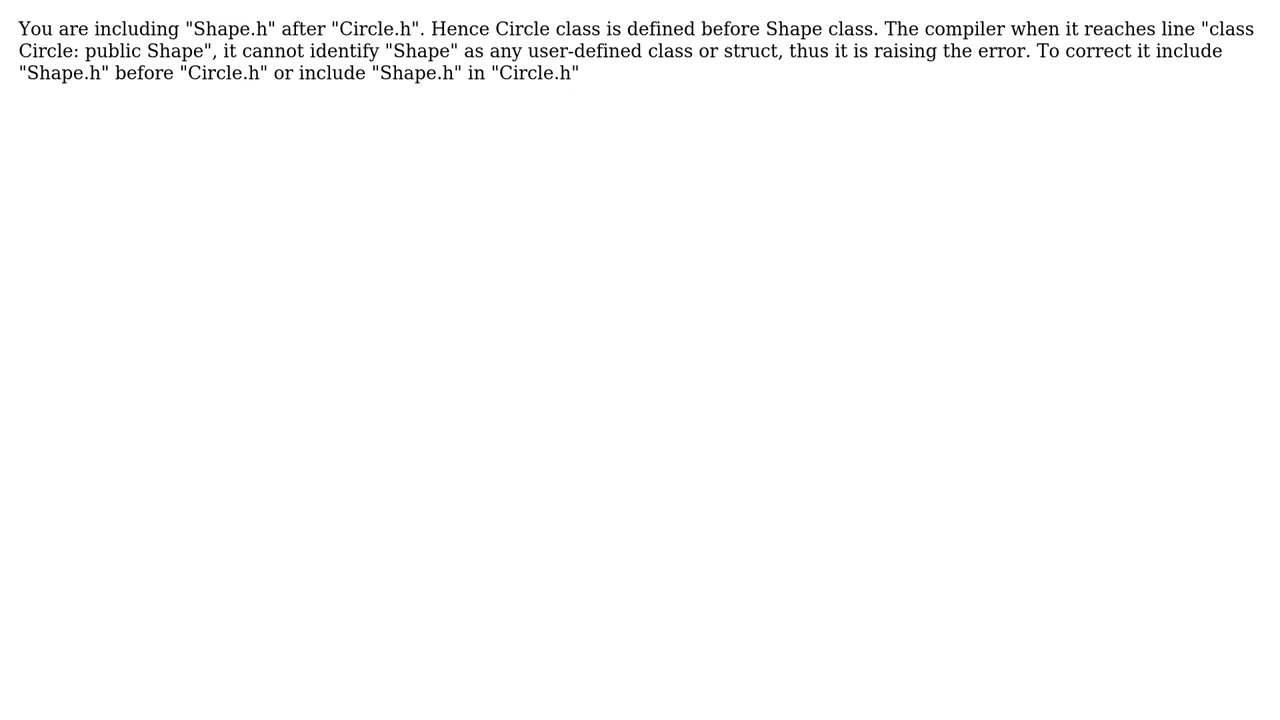 You are including "Shape.h" after "Circle.h". Hence Circle class is defined before Shape class. The compiler when it reaches line "class
Circle: public Shape", it cannot identify "Shape" as any user-defined class or struct, thus it is raising the error. To correct it include
"Shape.h" before "Circle.h" or include "Shape.h" in "Circle.h"